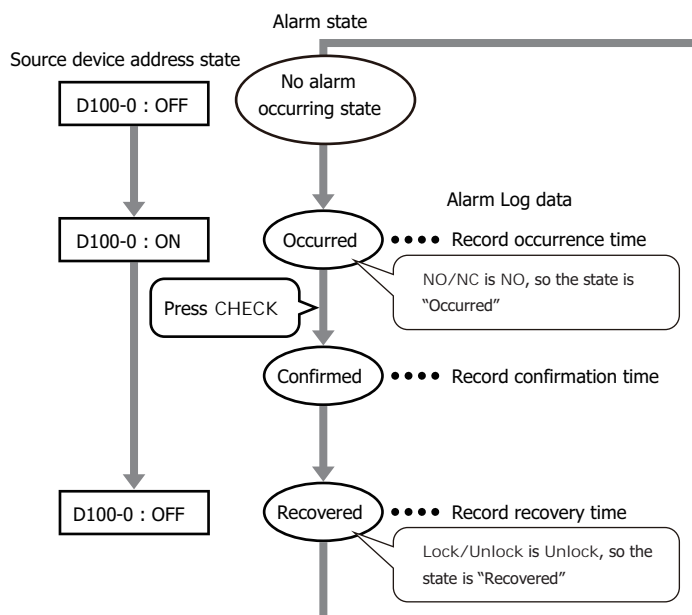 Alarm state
Source device address state
D100-0 : OFF
No alarm
occurring state
Alarm Log data
D100-0 : ON
Occurred
Record occurrence time
NO/NC is NO, so the state is
“Occurred”
Press CHECK
Confirmed
Record confirmation time
D100-0 : OFF
Recovered
Record recovery time
Lock/Unlock is Unlock, so the
state is “Recovered”